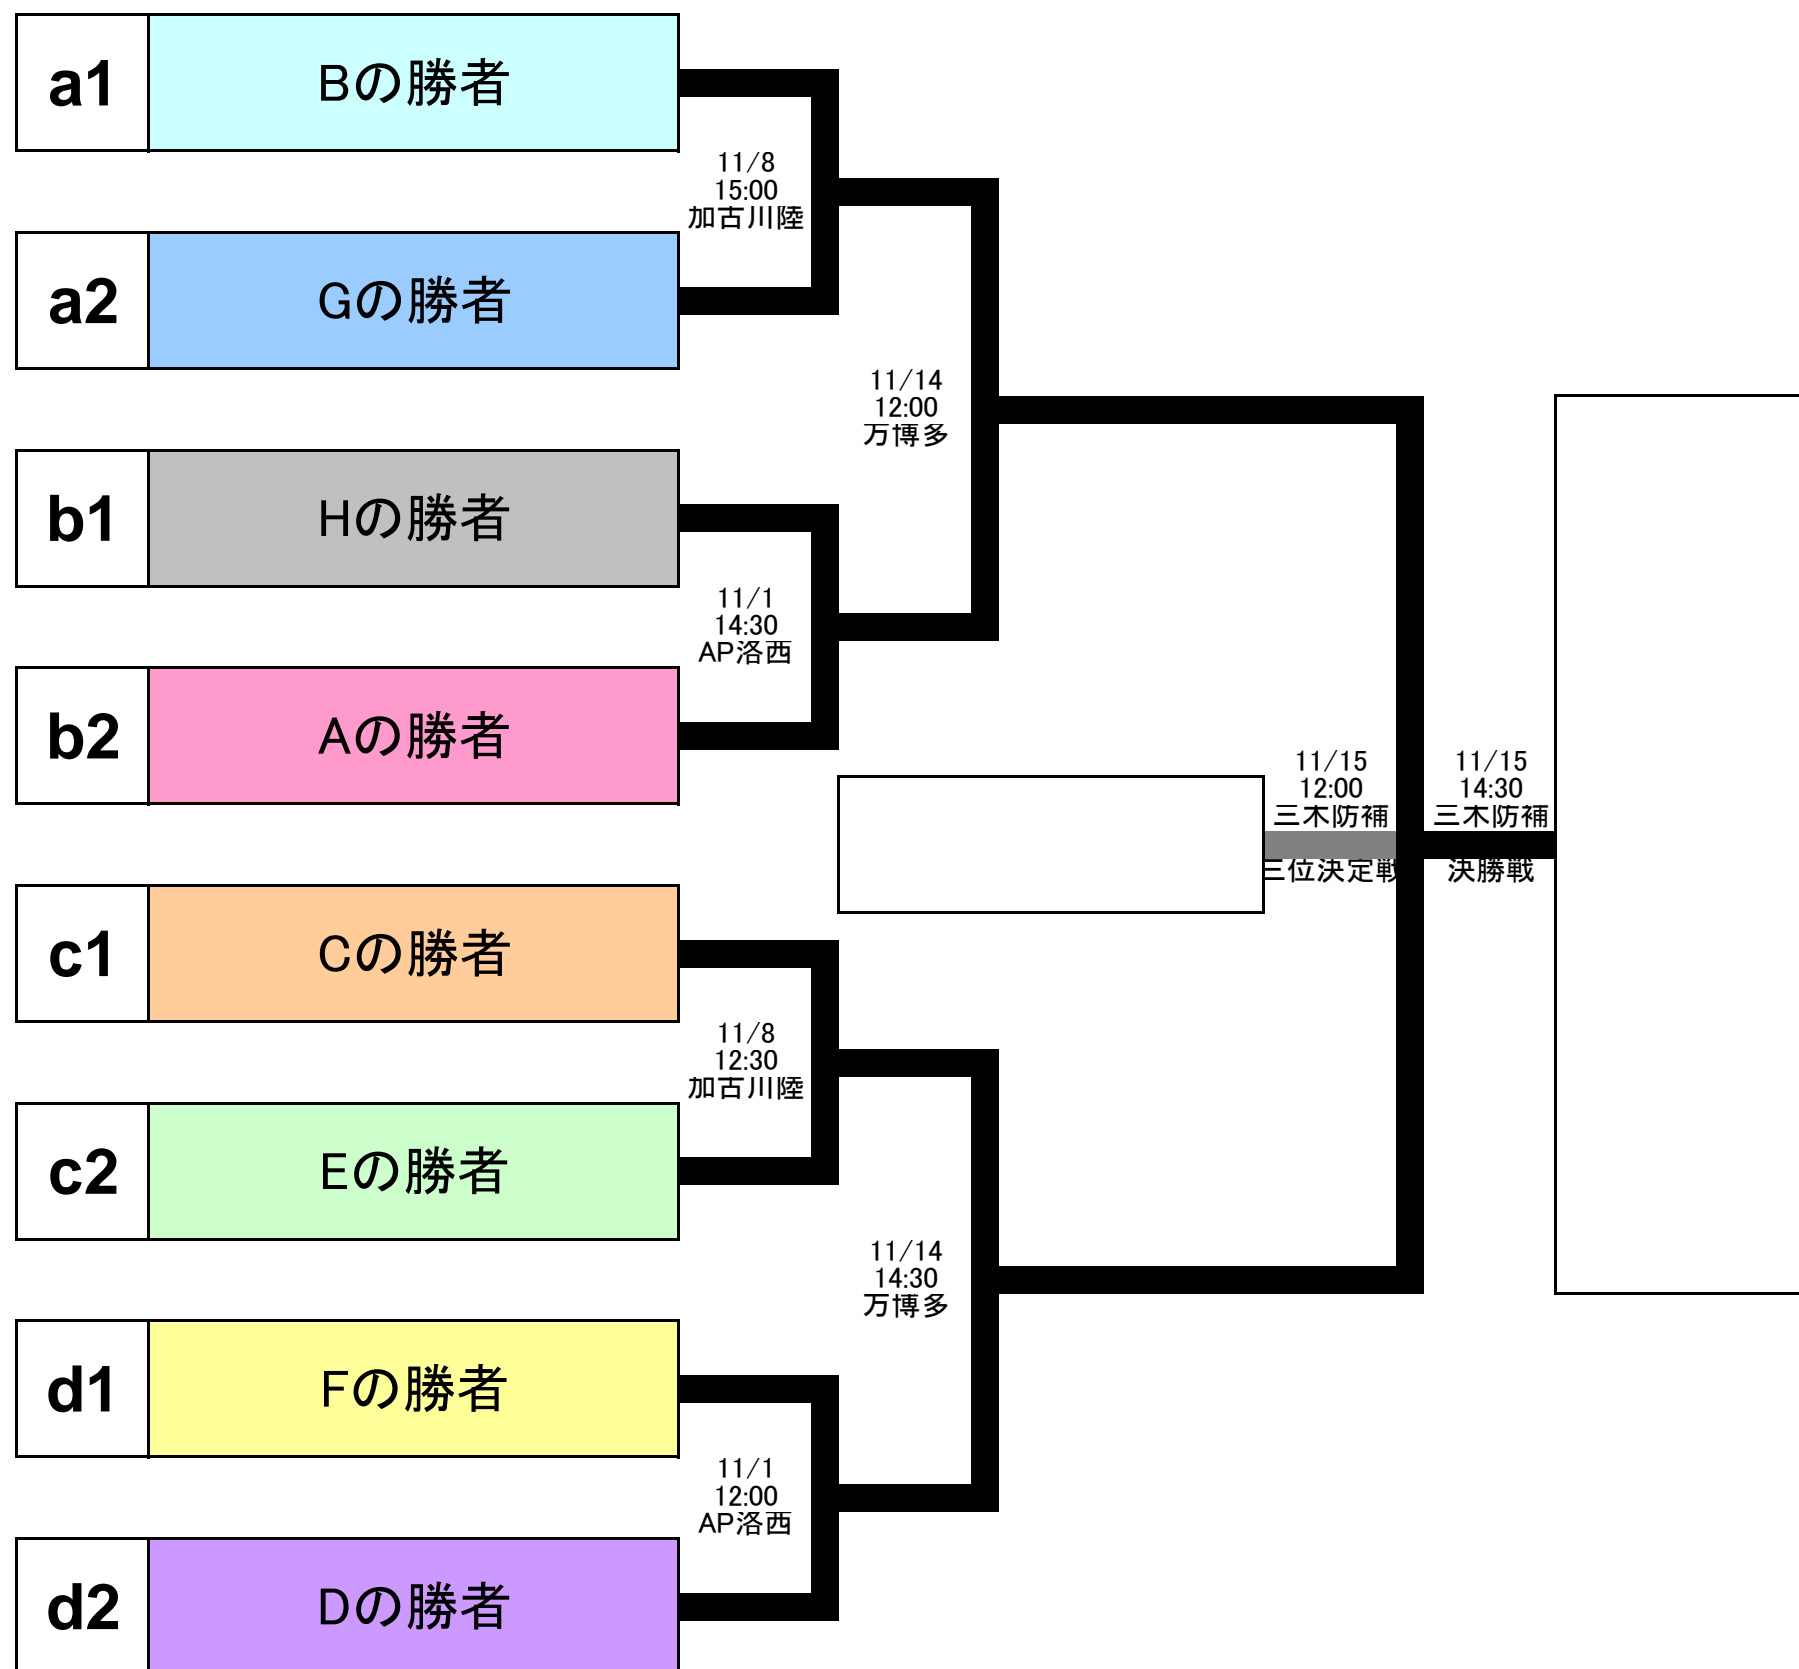 a1
Bの勝者
11/8
15:00
加古川陸
a2
Gの勝者
11/14
12:00
万博多
b1
Hの勝者
11/1
14:30
AP洛西
b2
Aの勝者
11/15
12:00
三木防補
三位決定戦
11/15
14:30
三木防補
決勝戦
c1
Cの勝者
11/8
12:30
加古川陸
c2
Eの勝者
11/14
14:30
万博多
d1
Fの勝者
11/1
12:00
AP洛西
d2
Dの勝者